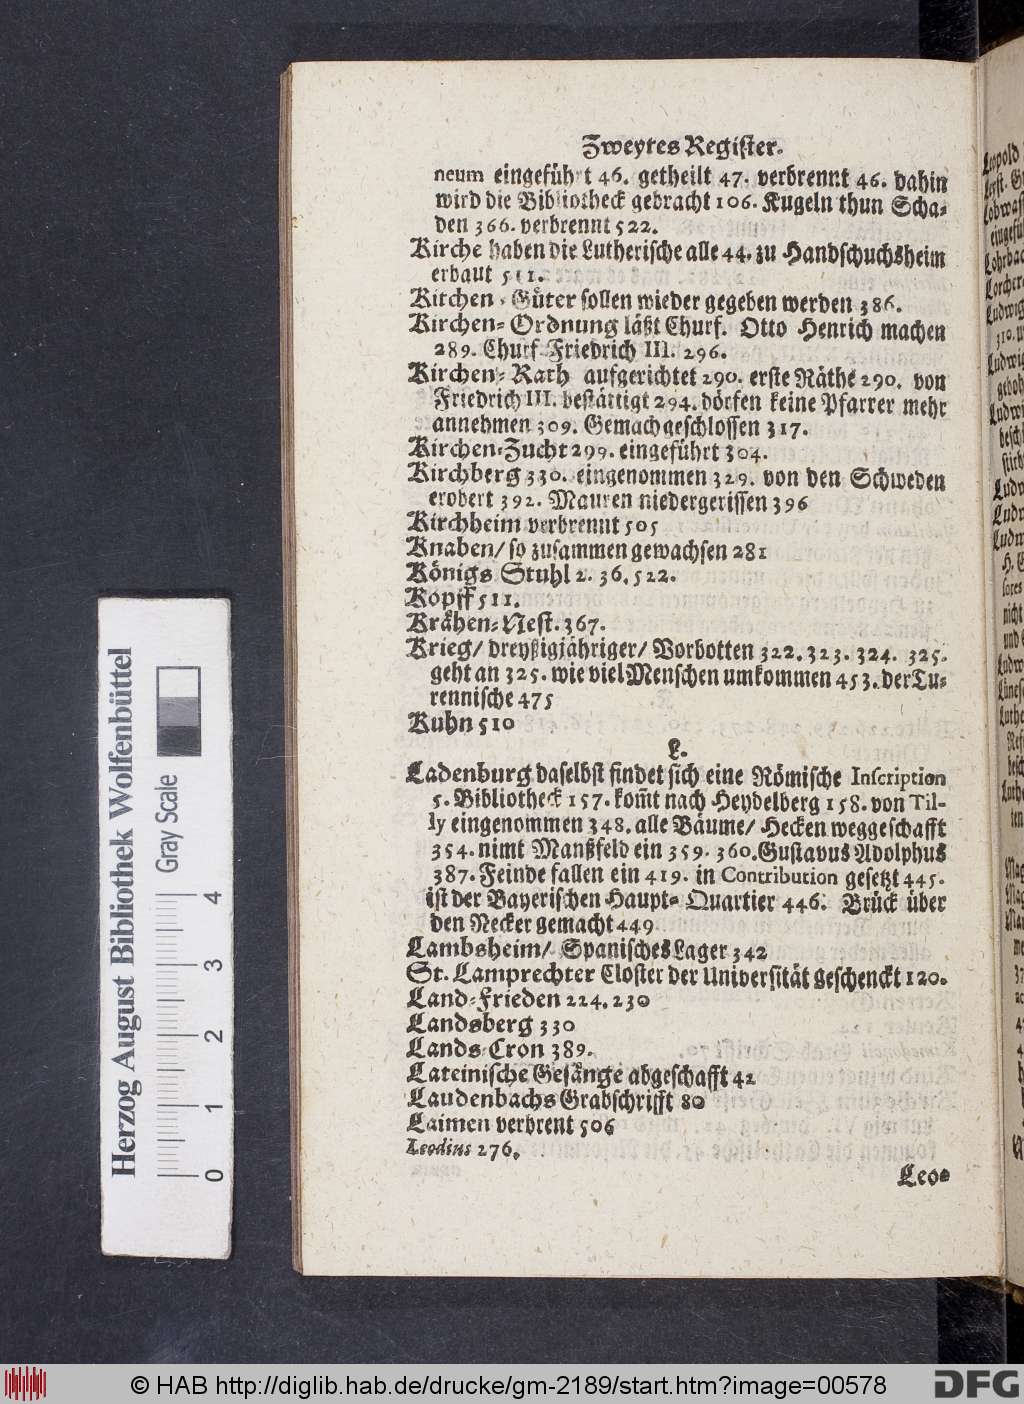 Zweytes Register.
neum eingeführt 46. getheilt 47. verbrennt 46. dahin
wird die Bibliotheck gebracht 106. Kugeln thun Scha-
den 366. verbrennt 522.
Kirche haben die Lutherische alle 44. zu Handschuchsheim
erbaut 511.
Kirchen-Güter sollen wieder gegeben werden 386.
Kirchen-Ordnung läßt Churf. Otto Henrich machen
289. Churf. Friedrich III. 296.
Kirchen-Rath aufgerichtet 290. erste Räthe 290. von
Friedrich III. bestättigt 294. dörfen keine Pfarrer mehr
annehmen 309. Gemach geschlossen 317.
Kirchen-Zucht 299. eingeführt 304.
Kirchberg 330. eingenommen 329. von den Schweden
erobert 392. Mauren niedergerissen 396
Kirchheim verbrennt 505
Knaben/ so zusammen gewachsen 281
Königs Stuhl 2. 36. 522.
Kopff 511.
Krähen-Nest. 367.
Krieg/ dreyßigjähriger/ Vorbotten 322. 323. 324. 325.
geht an 325. wie viel Menschen umkommen 453. der Tu-
rennische 475
Kuhn 510
L.
Ladenburg daselbst findet sich eine Römische Inscription
5. Bibliotheck 157. kom̃t nach Heydelberg 158. von Til-
ly eingenommen 348. alle Bäume/ Hecken weggeschafft
354. nimt Manßfeld ein 359. 360. Gustavus Adolphus
387. Feinde fallen ein 419. in Contribution gesetzt 445.
ist der Bayerischen Haupt-Quartier 446. Brück über
den Necker gemacht 449
Lambsheim/ Spanisches Lager 342
St. Lamprechter Closter der Universität geschenckt 120.
Land-Frieden 224. 230
Landsberg 330
Lands-Cron 389.
Lateinische Gesänge abgeschafft 42
Laudenbachs Grabschrifft 80
Laimen verbrent 506
Leodius 276.
Leo-
Herzog August Bibliothek Wolfenbüttel
Gray Scale
0 1 2 3 4
© HAB http://diglib.hab.de/drucke/gm-2189/start.htm?image=00578
DFG